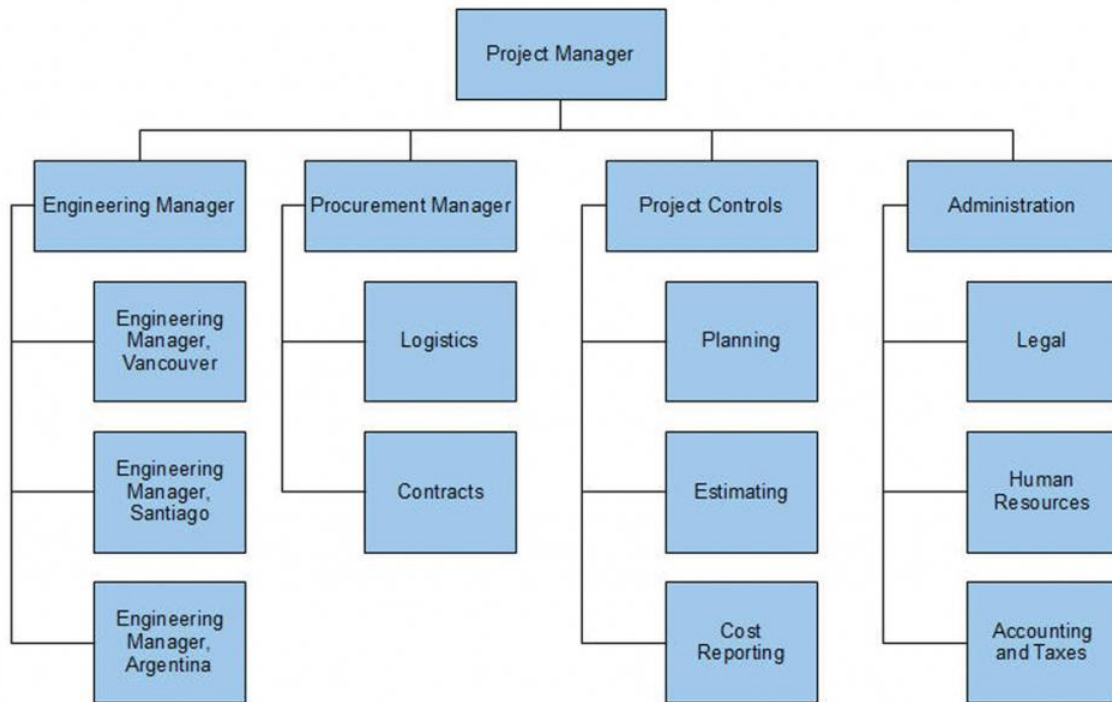 Project Manager
Engineering Manager
Procurement Manager
Project Controls
Administration
Engineering
Manager,
Vancouver
Logistics
Planning
Legal
Engineering
Manager,
Santiago
Contracts
Estimating
Human
Resources
Engineering
Manager,
Argentina
Cost
Reporting
Accounting
and Taxes